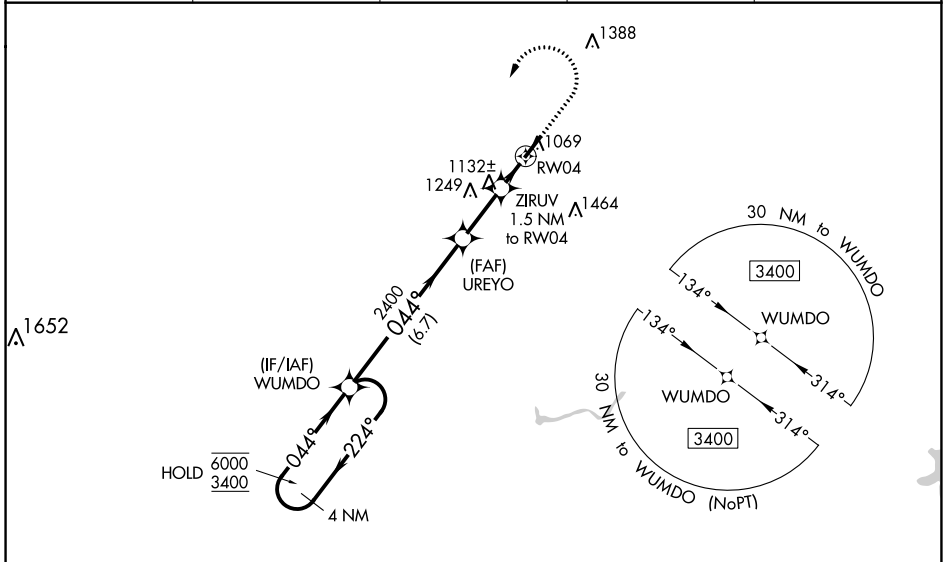 1388
1069
RW04
1132±
1249
ZIRUV
1.5 NM
to RW04
1464
(FAF)
UREYO
2400
044°
(6.7)
1652
(IF/IAF)
WUMDO
044°
224°
HOLD
6000
3400
4 NM
30 NM to WUMDO
3400
134°
WUMDO
314°
134°
WUMDO
314°
3400
30 NM to WUMDO (NoPT)